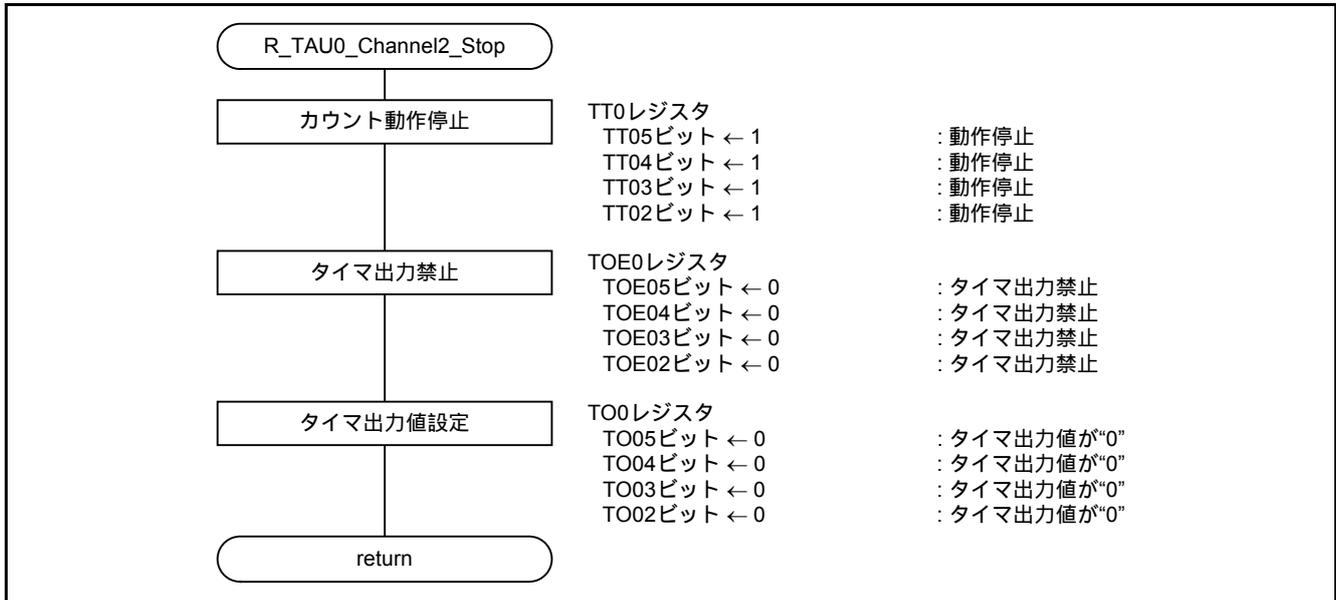 R_TAU0_Channel2_Stop
カウント動作停止
TT0レジスタ
TT05ビット ← 1 : 動作停止
TT04ビット ← 1 : 動作停止
TT03ビット ← 1 : 動作停止
TT02ビット ← 1 : 動作停止
タイマ出力禁止
TOE0レジスタ
TOE05ビット ← 0 : タイマ出力禁止
TOE04ビット ← 0 : タイマ出力禁止
TOE03ビット ← 0 : タイマ出力禁止
TOE02ビット ← 0 : タイマ出力禁止
タイマ出力値設定
TO0レジスタ
TO05ビット ← 0 : タイマ出力値が“0”
TO04ビット ← 0 : タイマ出力値が“0”
TO03ビット ← 0 : タイマ出力値が“0”
TO02ビット ← 0 : タイマ出力値が“0”
return